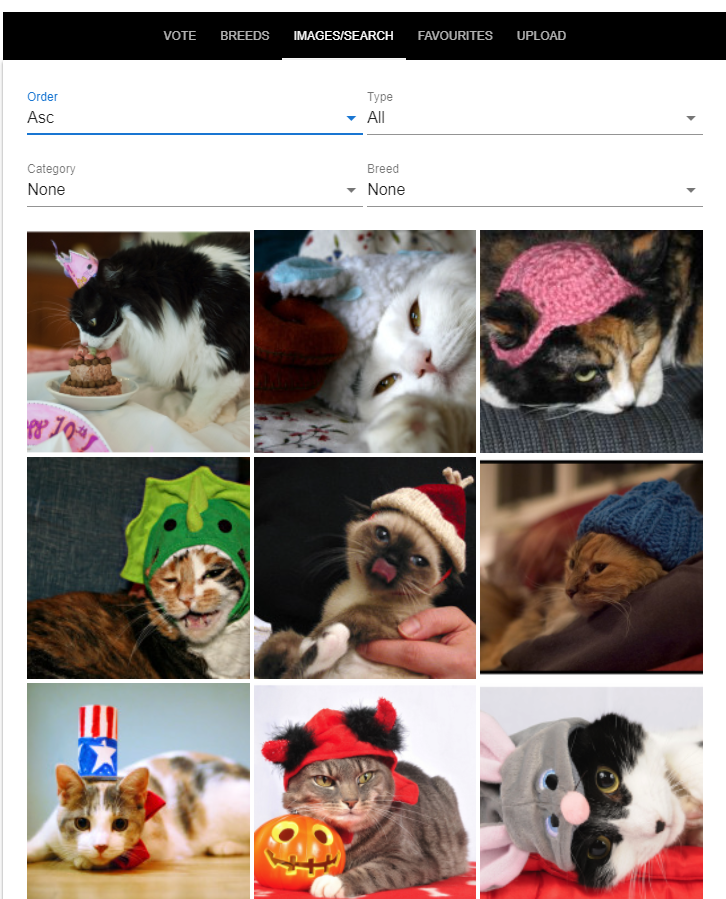 VOTE BREEDS IMAGES/SEARCH FAVOURITES UPLOAD
Order Type
Asc All
Category Breed
None None